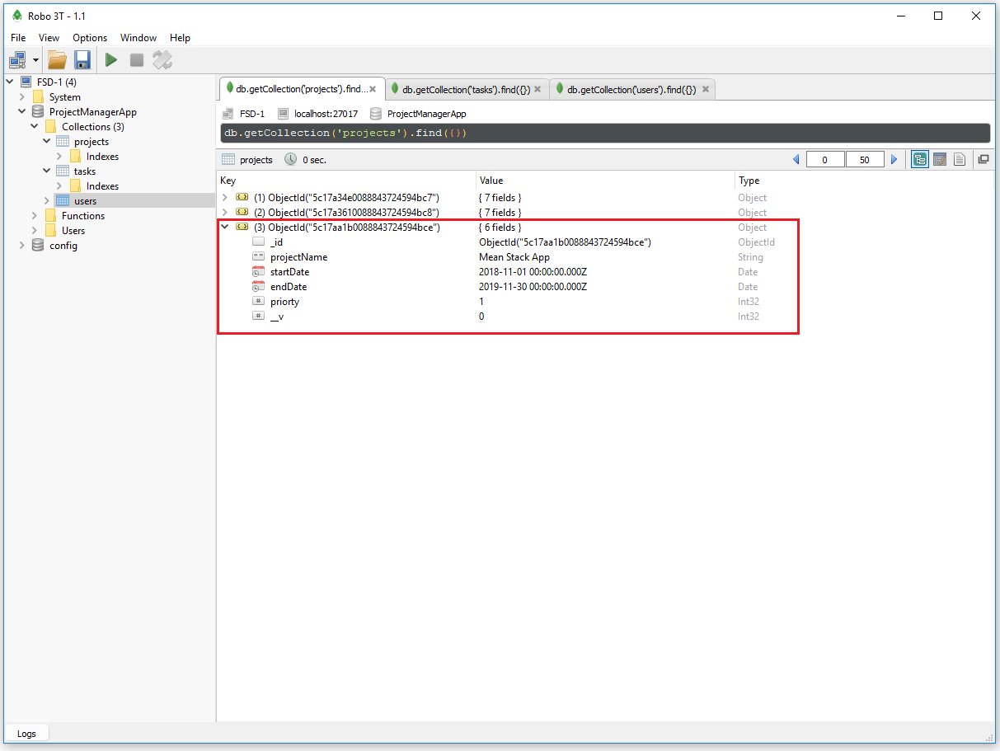 Robo 3T - 1.1
File View Options Window Help
FSD-1 (4)
System
ProjectManagerApp
Collections (3)
projects
Indexes
tasks
Indexes
users
Functions
Users
config
db.getCollection('projects').find... db.getCollection('tasks').find({}) db.getCollection('users').find({})
FSD-1 localhost:27017 ProjectManagerApp
db.getCollection('projects').find({})
projects 0 sec. 0 50
Key Value Type
(1) ObjectId("5c17a34e0088843724594bc7") { 7 fields } Object
(2) ObjectId("5c17a3610088843724594bc8") { 7 fields } Object
(3) ObjectId("5c17aa1b0088843724594bce") { 6 fields } Object
_id ObjectId("5c17aa1b0088843724594bce") ObjectId
projectName Mean Stack App String
startDate 2018-11-01 00:00:00.000Z Date
endDate 2019-11-30 00:00:00.000Z Date
priorty 1 Int32
__v 0 Int32
Logs